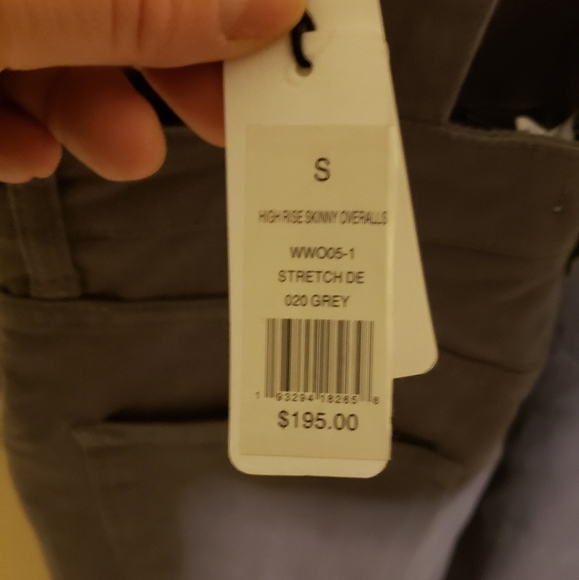 S
HIGH RISE SKINNY OVERALLS
WWO05-1
STRETCH DE
020 GREY
1 93294 18265 8
$195.00